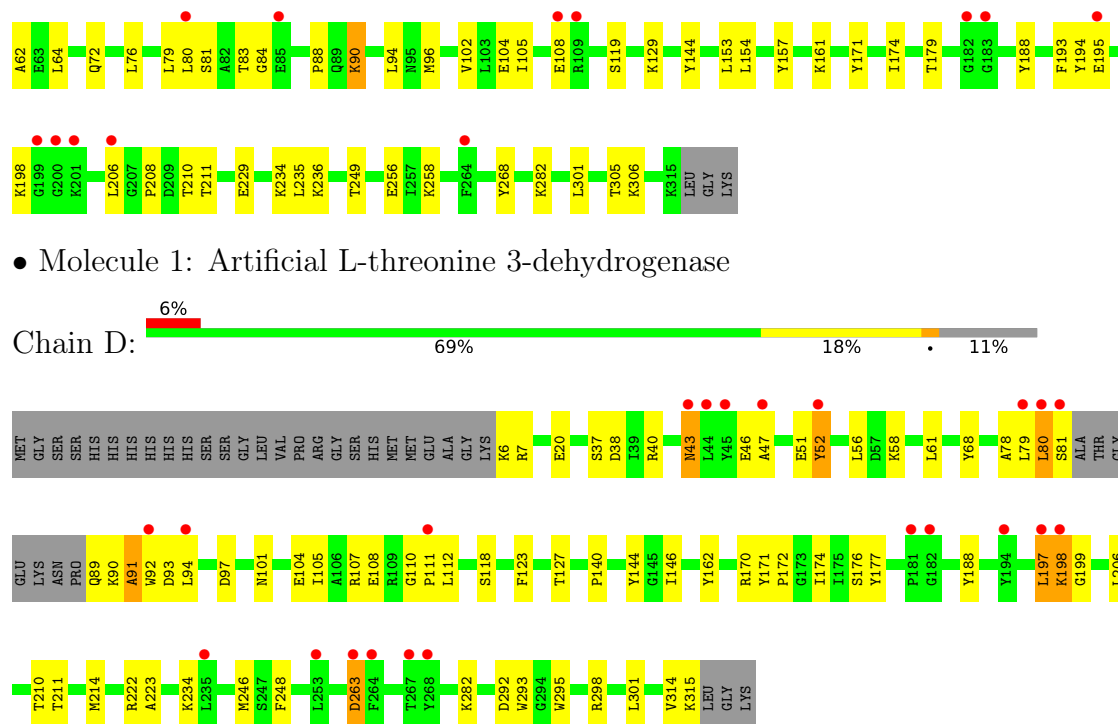 A62 E63 L64 Q72 L76 L79 L80 S81 A82 T83 G84 E85 P88 Q89 K90 L94 N95 M96 V102 L103 E104 I105 E108 R109 S119 K129 Y144 L153 L154 Y157 K161 Y171 I174 T179 G182 G183 Y188 F193 Y194 E195
K198 G199 G200 K201 L206 G207 P208 D209 T210 T211 E229 K234 L235 K236 T249 E256 I257 K258 F264 Y268 K282 L301 T305 K306 K315 LEU GLY LYS
• Molecule 1: Artificial L-threonine 3-dehydrogenase
6%
Chain D:
69% 18% • 11%
MET GLY SER SER HIS HIS HIS HIS HIS HIS SER SER GLY LEU VAL PRO ARG GLY SER HIS MET MET GLU ALA GLY LYS K6 R7 E20 S37 D38 I39 R40 N43 L44 Y45 E46 A47 E51 Y52 L56 D57 K58 L61 Y68 A78 L79 L80 S81 ALA THR GLY
GLU LYS ASN PRO Q89 K90 A91 W92 D93 L94 D97 N101 E104 I105 A106 R107 E108 R109 G110 P111 L112 S118 F123 T127 P140 Y144 G145 I146 Y162 R170 Y171 P172 G173 I174 I175 S176 Y177 P181 G182 Y188 Y194 L197 K198 G199 L206
T210 T211 M214 R222 A223 K234 L235 M246 S247 F248 L253 D263 F264 T267 Y268 K282 D292 W293 G294 W295 R298 L301 V314 K315 LEU GLY LYS